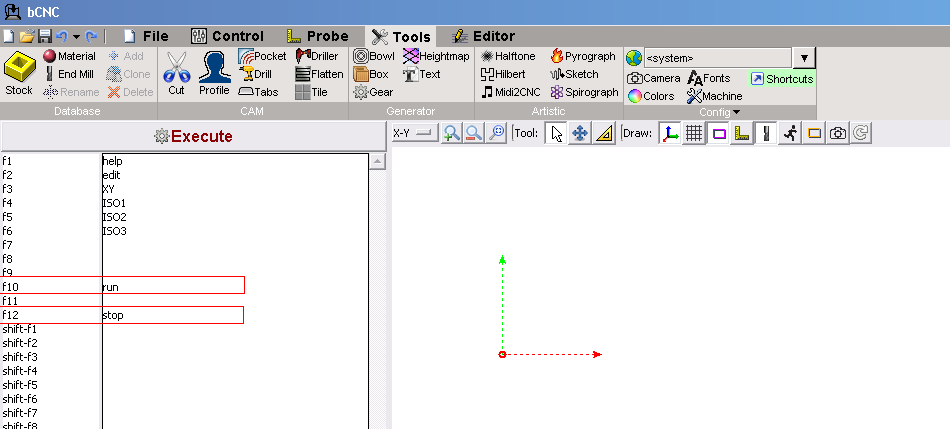 bCNC
File Control Probe Tools Editor
Stock Material End Mill Rename Add Clone Delete
Database
Cut Profile Pocket Drill Tabs Driller Flatten Tile
CAM
Bowl Box Gear Heightmap Text
Generator
Halftone Hilbert Midi2CNC Pyrograph Sketch Spirograph
Artistic
<system>
Camera Fonts Shortcuts
Colors Machine
Config
Execute
X-Y Tool: Draw:
f1 help
f2 edit
f3 XY
f4 ISO1
f5 ISO2
f6 ISO3
f7
f8
f9
f10 run
f11
f12 stop
shift-f1
shift-f2
shift-f3
shift-f4
shift-f5
shift-f6
shift-f7
shift-f8